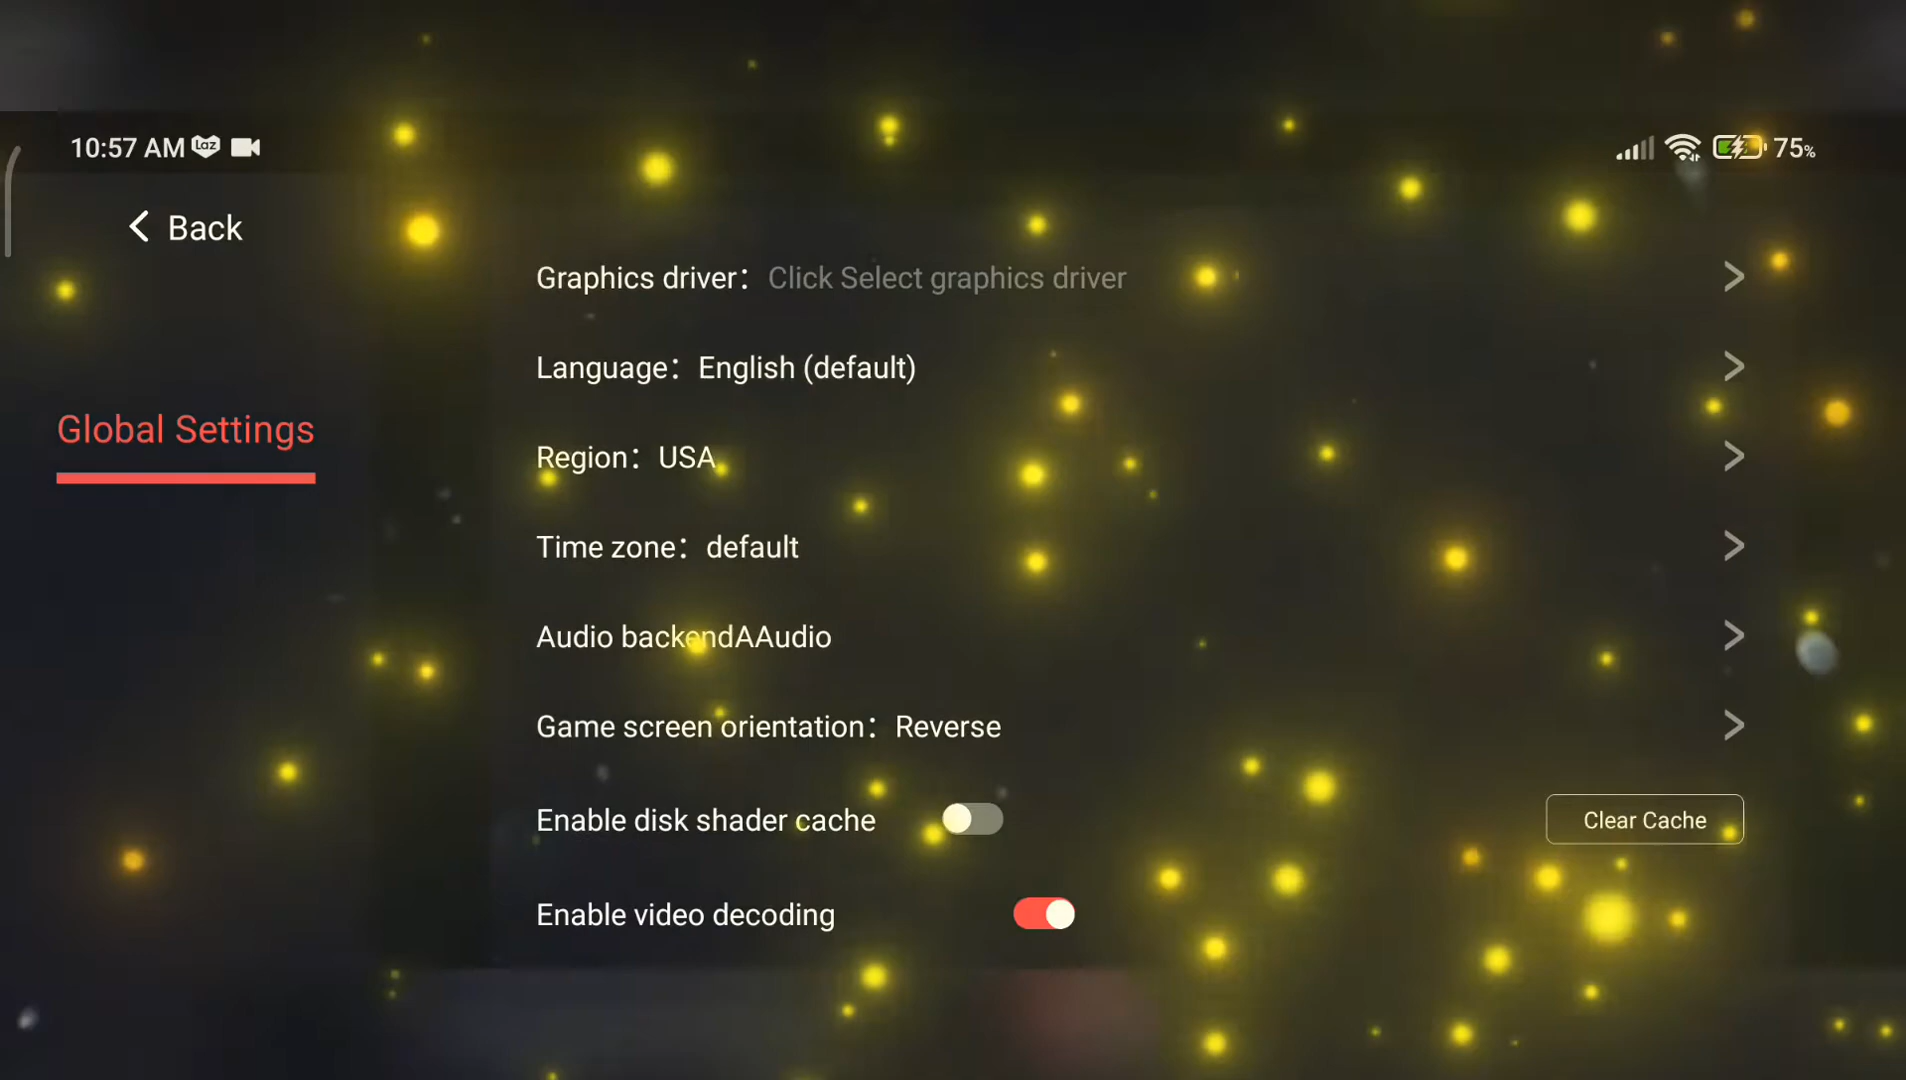 10:57 AM Laz
75%
Back
Graphics driver： Click Select graphics driver
Language： English (default)
Global Settings
Region： USA
Time zone： default
Audio backendAAudio
Game screen orientation： Reverse
Enable disk shader cache
Clear Cache
Enable video decoding